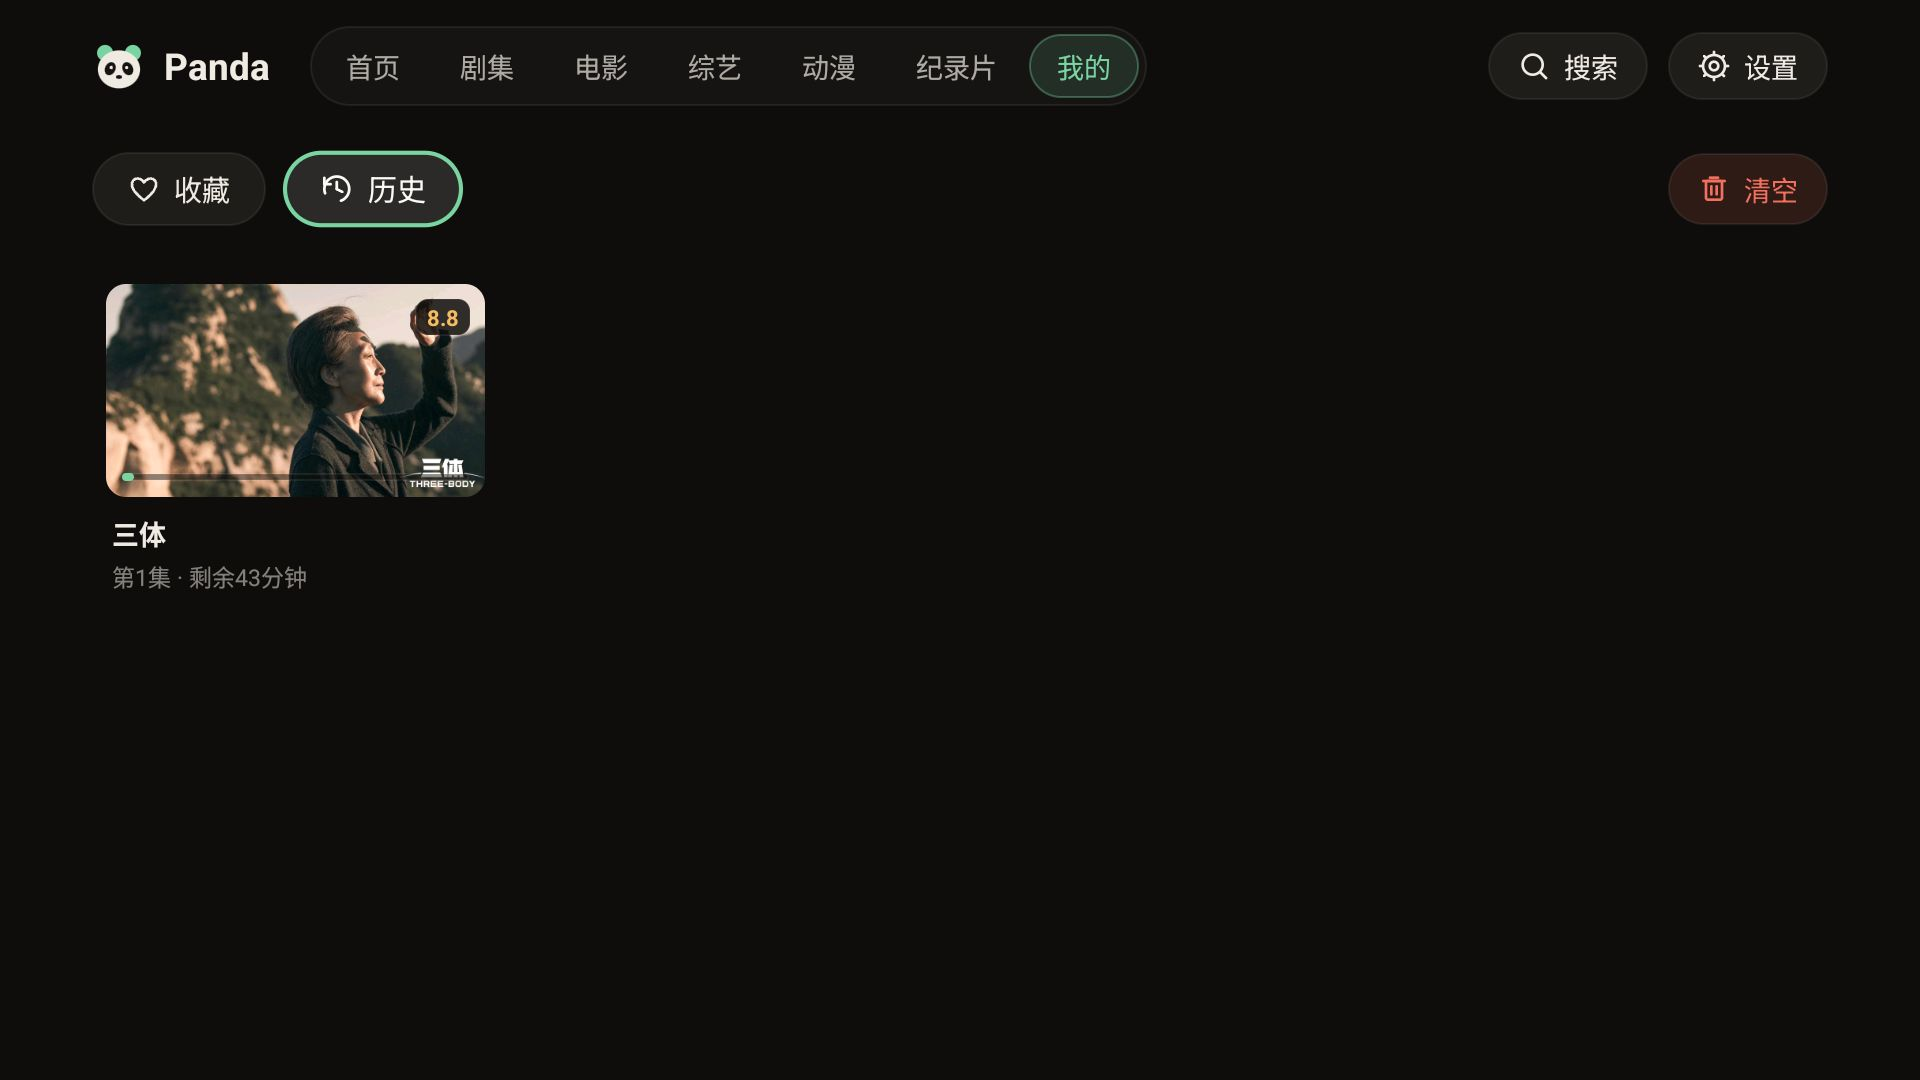 Panda
首页
剧集
电影
综艺
动漫
纪录片
我的
搜索
设置
收藏
历史
清空
8.8
三体
THREE-BODY
三体
第1集 · 剩余43分钟